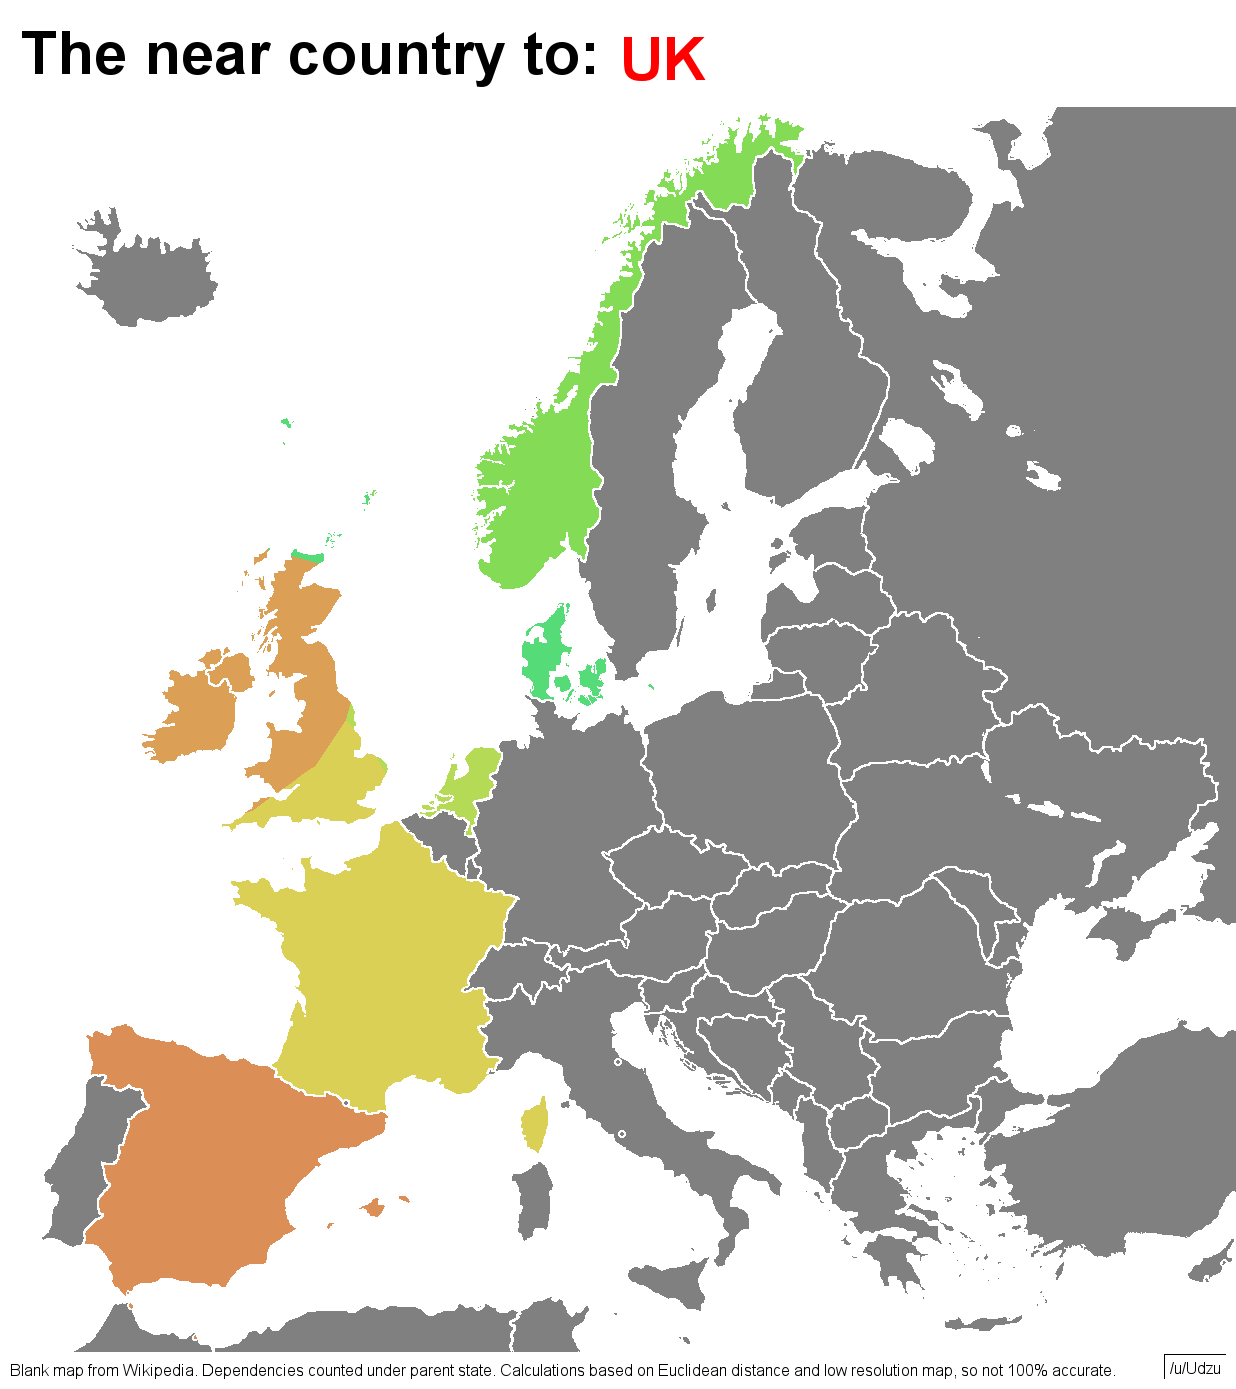 The near country to: UK
Blank map from Wikipedia. Dependencies counted under parent state. Calculations based on Euclidean distance and low resolution map, so not 100% accurate.
/u/Udzu